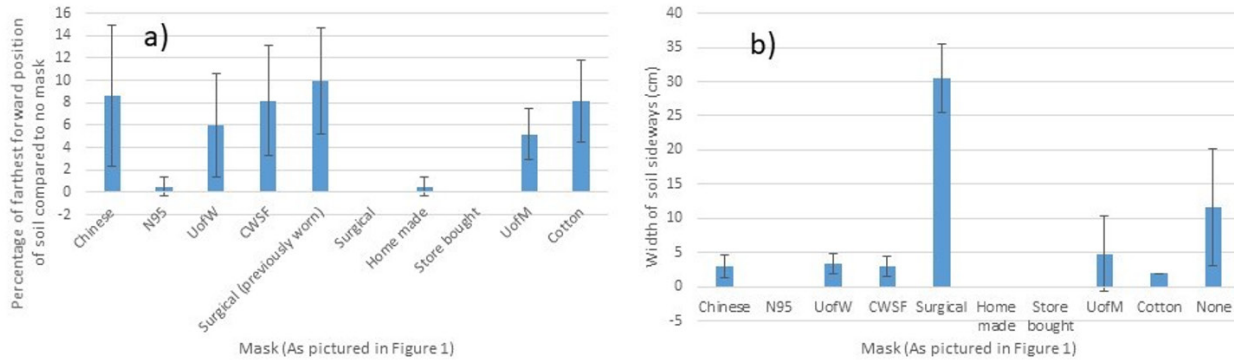 a)
Percentage of farthest forward position
of soil compared to no mask
16
14
12
10
8
6
4
2
0
-2
Chinese
N95
UofW
CWSF
Surgical (previously worn)
Surgical
Home made
Store bought
UofM
Cotton
Mask (As pictured in Figure 1)
b)
Width of soil sideways (cm)
40
35
30
25
20
15
10
5
0
-5
Chinese N95 UofW CWSF Surgical Home Store UofM Cotton None
made bought
Mask (As pictured in Figure 1)